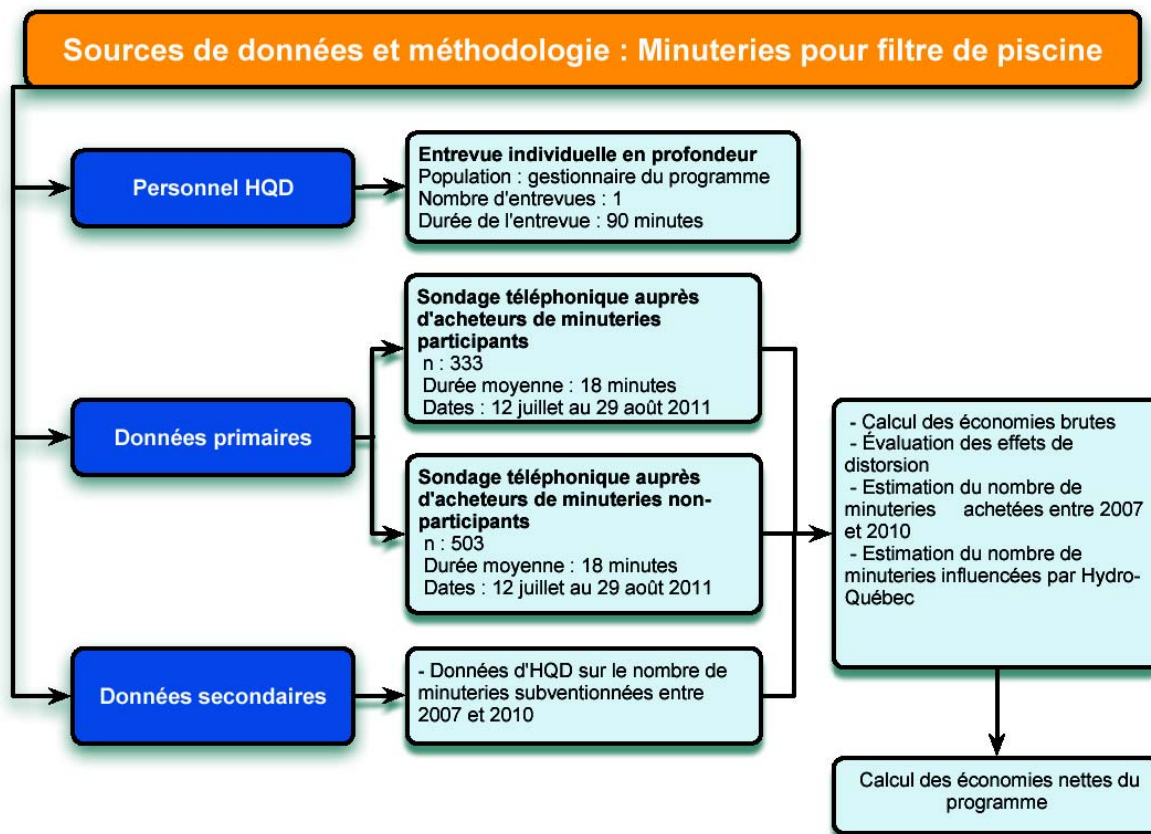 Sources de données et méthodologie : Minuteries pour filtre de piscine
Personnel HQD
Entrevue individuelle en profondeur
Population : gestionnaire du programme
Nombre d'entrevues : 1
Durée de l'entrevue : 90 minutes
Données primaires
Sondage téléphonique auprès
d'acheteurs de minuteries
participants
n : 333
Durée moyenne : 18 minutes
Dates : 12 juillet au 29 août 2011
Sondage téléphonique auprès
d'acheteurs de minuteries non-
participants
n : 503
Durée moyenne : 18 minutes
Dates : 12 juillet au 29 août 2011
Données secondaires
- Données d'HQD sur le nombre de
minuteries subventionnées entre
2007 et 2010
- Calcul des économies brutes
- Évaluation des effets de
distorsion
- Estimation du nombre de
minuteries achetées entre 2007
et 2010
- Estimation du nombre de
minuteries influencées par Hydro-
Québec
Calcul des économies nettes du
programme